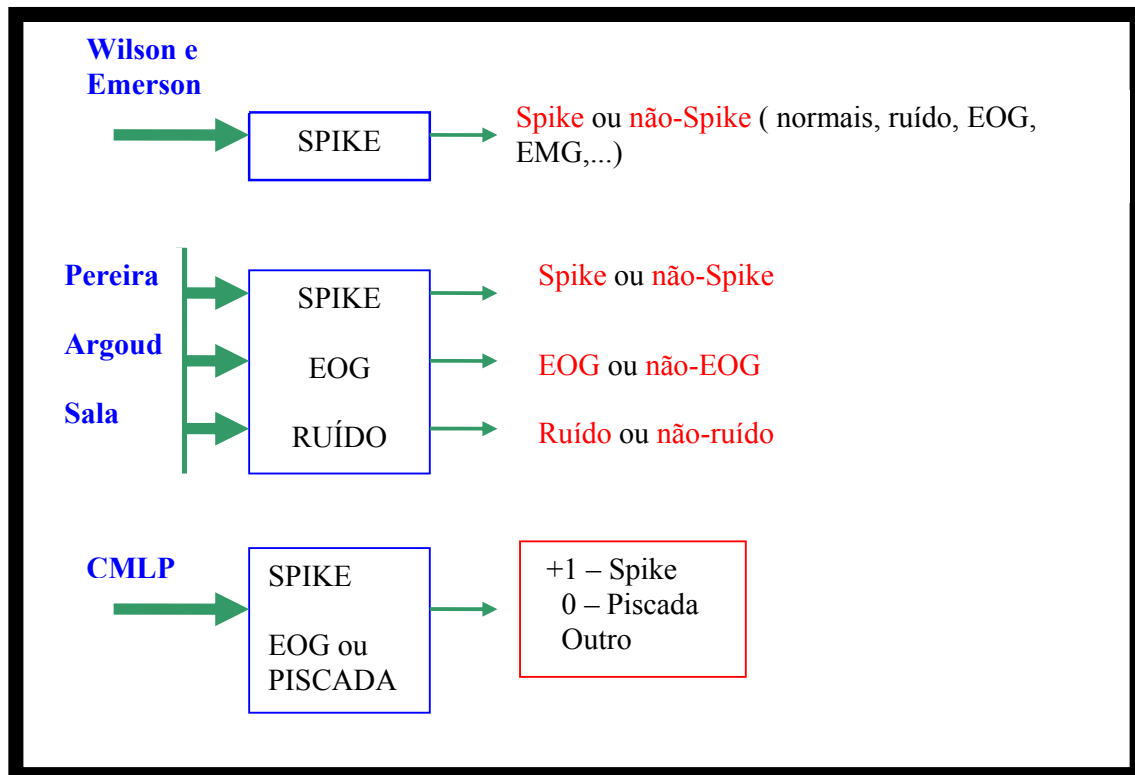 Wilson e
Emerson
SPIKE
Spike ou não-Spike ( normais, ruído, EOG,
EMG,...)
Pereira
Argoud
Sala
SPIKE
EOG
RUÍDO
Spike ou não-Spike
EOG ou não-EOG
Ruído ou não-ruído
CMLP
SPIKE
EOG ou
PISCADA
+1 – Spike
0 – Piscada
Outro